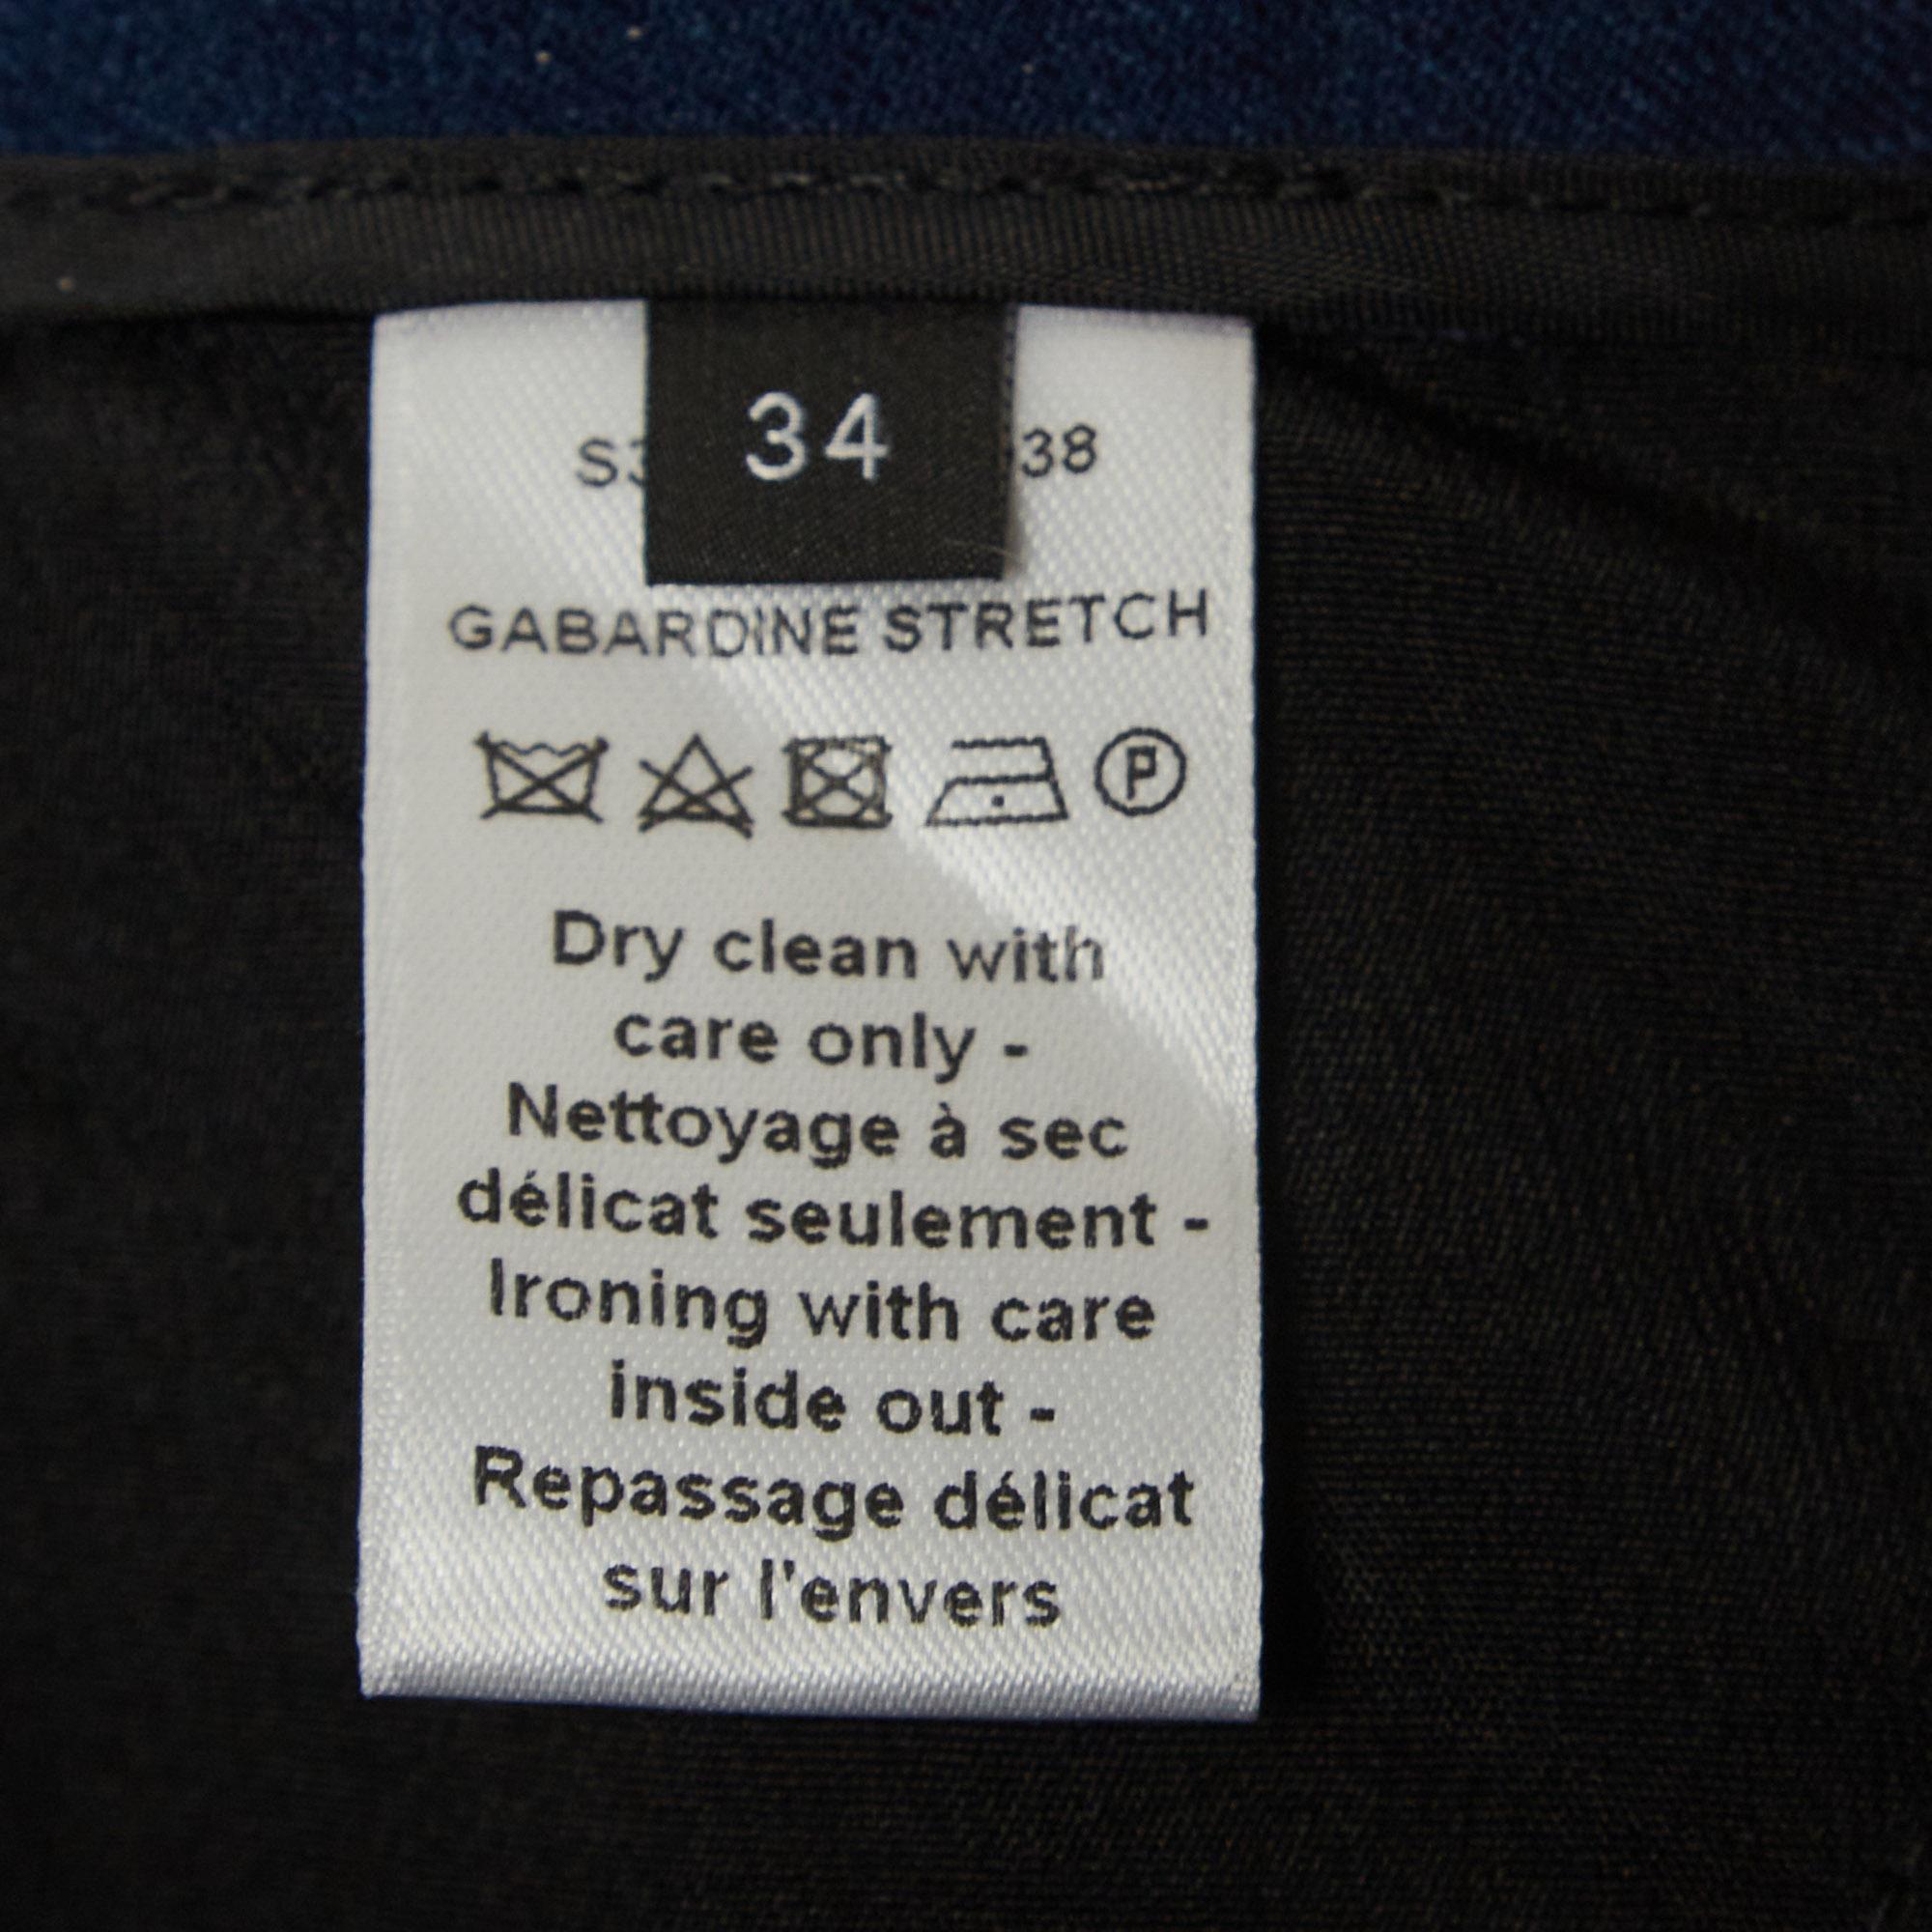 34
38
GABARDINE STRETCH
P
Dry clean with
care only -
Nettoyage à sec
délicat seulement -
Ironing with care
inside out -
Repassage délicat
sur l'envers